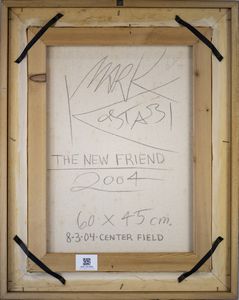 MARK
KOSTABI
THE NEW FRIEND
2004
60 X 45 cm.
8-3-04-CENTER FIELD